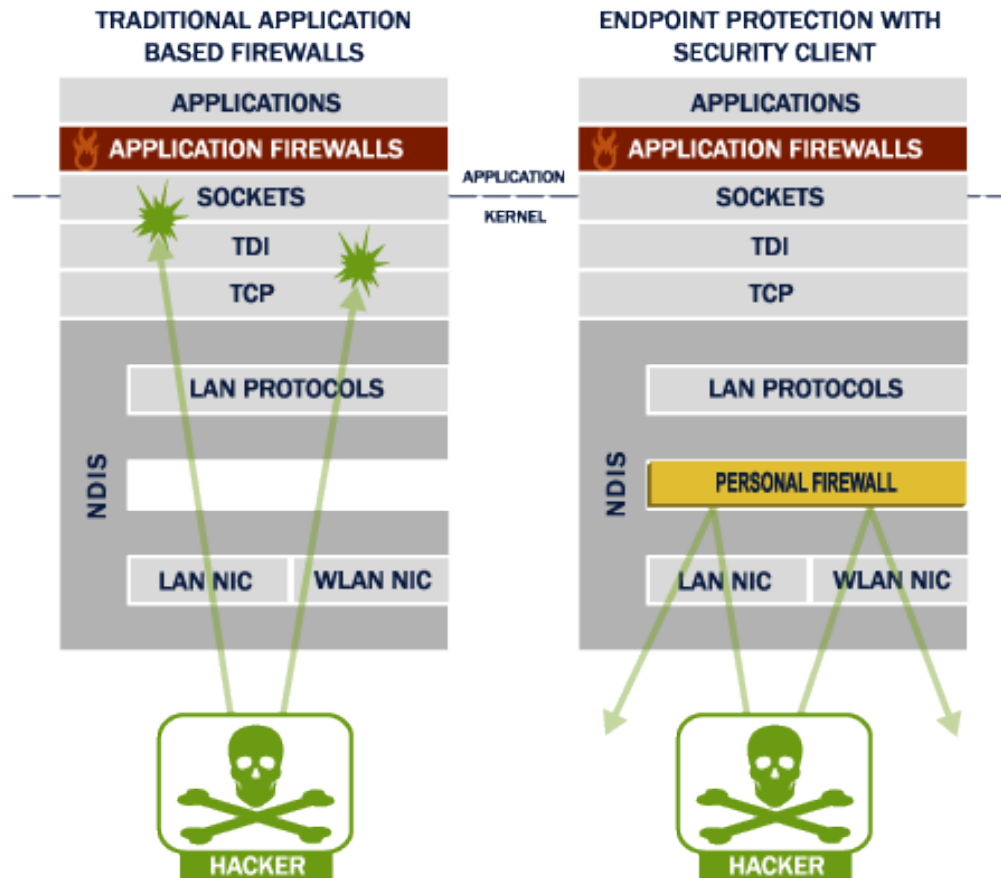 TRADITIONAL APPLICATION
BASED FIREWALLS
APPLICATIONS
APPLICATION FIREWALLS
SOCKETS
TDI
TCP
LAN PROTOCOLS
NDIS
LAN NIC
WLAN NIC
HACKER
APPLICATION
KERNEL
ENDPOINT PROTECTION WITH
SECURITY CLIENT
APPLICATIONS
APPLICATION FIREWALLS
SOCKETS
TDI
TCP
LAN PROTOCOLS
NDIS
PERSONAL FIREWALL
LAN NIC
WLAN NIC
HACKER